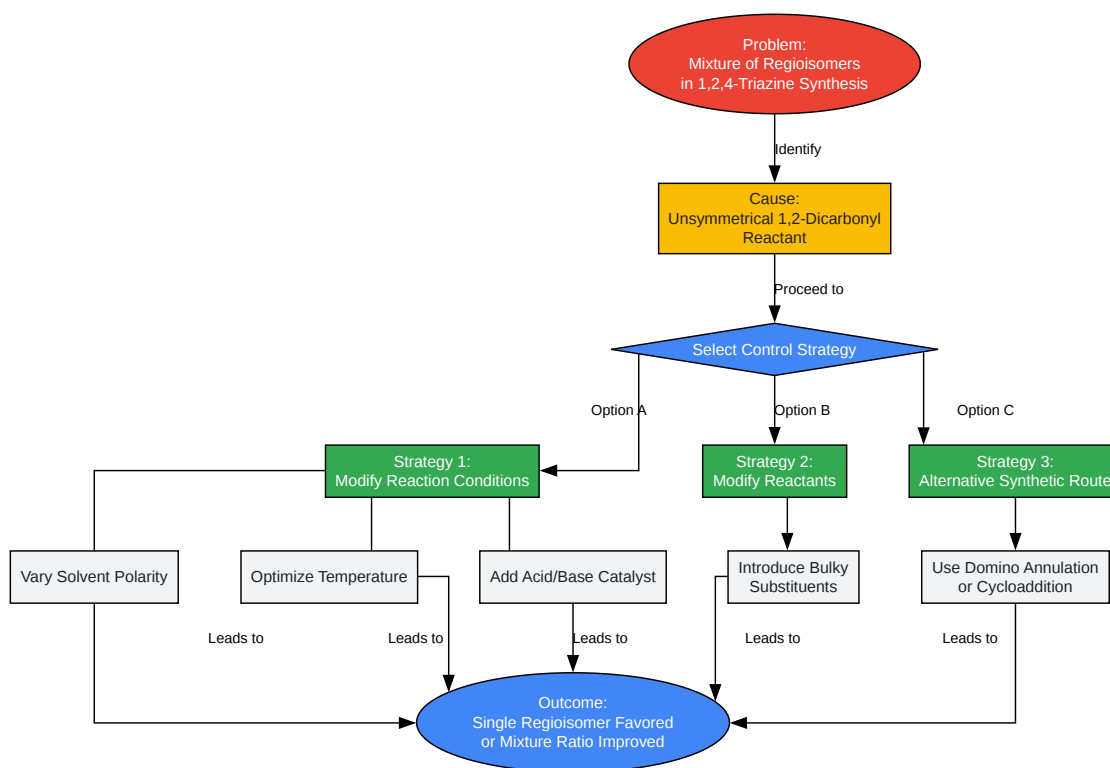 Problem:
Mixture of Regioisomers
in 1,2,4-Triazine Synthesis
Identify
Cause:
Unsymmetrical 1,2-Dicarbonyl
Reactant
Proceed to
Select Control Strategy
Option A
Option B
Option C
Strategy 1:
Modify Reaction Conditions
Strategy 2:
Modify Reactants
Strategy 3:
Alternative Synthetic Route
Vary Solvent Polarity
Optimize Temperature
Add Acid/Base Catalyst
Introduce Bulky
Substituents
Use Domino Annulation
or Cycloaddition
Leads to
Leads to
Leads to
Leads to
Leads to
Outcome:
Single Regioisomer Favored
or Mixture Ratio Improved